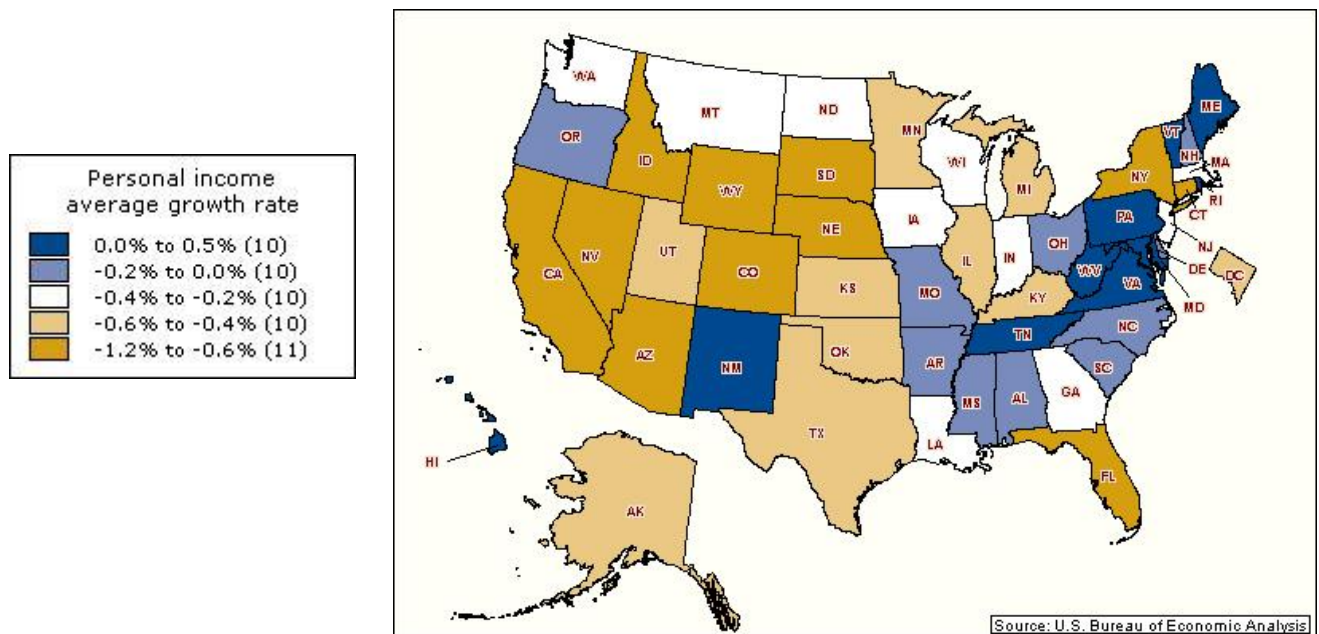 Personal income
average growth rate
0.0% to 0.5% (10)
-0.2% to 0.0% (10)
-0.4% to -0.2% (10)
-0.6% to -0.4% (10)
-1.2% to -0.6% (11)
WA
MT
ND
MN
ME
VT
NH
MA
OR
ID
WY
SD
WI
MI
NY
RI
CT
NV
UT
CO
NE
IA
IL
IN
OH
PA
NJ
DE
DC
CA
KS
MO
KY
WV
VA
MD
AZ
NM
OK
AR
TN
NC
SC
MS
AL
GA
TX
LA
FL
HI
AK
Source: U.S. Bureau of Economic Analysis